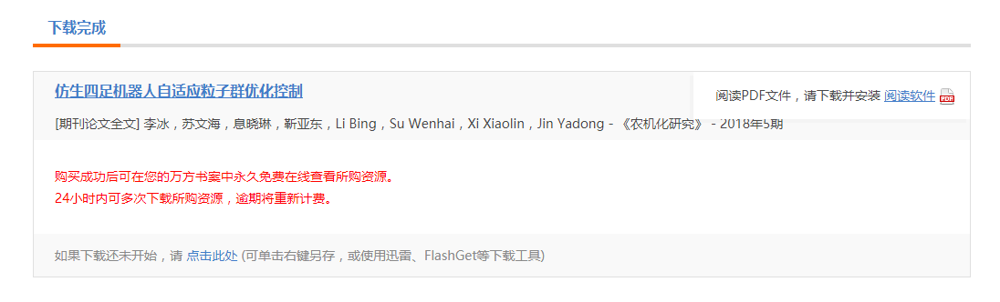 下载完成
仿生四足机器人自适应粒子群优化控制
阅读PDF文件，请下载并安装 阅读软件
[期刊论文全文] 李冰，苏文海，息晓琳，靳亚东，Li Bing，Su Wenhai，Xi Xiaolin，Jin Yadong - 《农机化研究》 - 2018年5期
购买成功后可在您的万方书案中永久免费在线查看所购资源。
24小时内可多次下载所购资源，逾期将重新计费。
如果下载还未开始，请 点击此处 (可单击右键另存，或使用迅雷、FlashGet等下载工具)